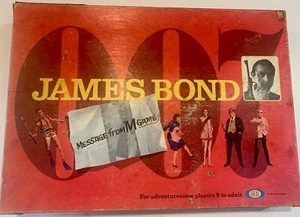 007
JAMES BOND
MESSAGE FROM M GAME
For adventuresome players 8 to adult
IDEAL